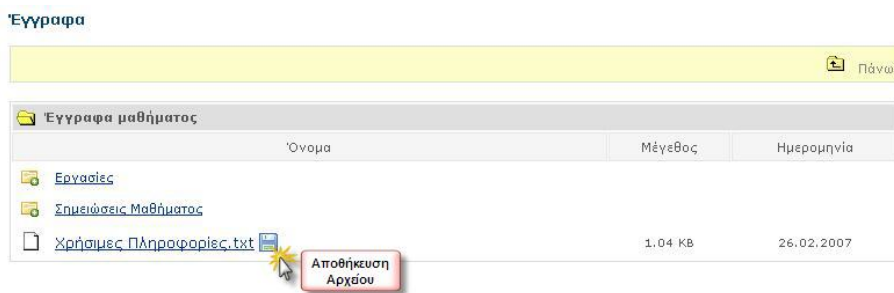 Έγγραφα
Πάνω
Έγγραφα μαθήματος
Όνομα Μέγεθος Ημερομηνία
Εργασίες
Σημειώσεις Μαθήματος
Χρήσιμες Πληροφορίες.txt 1.04 KB 26.02.2007
Αποθήκευση
Αρχείου